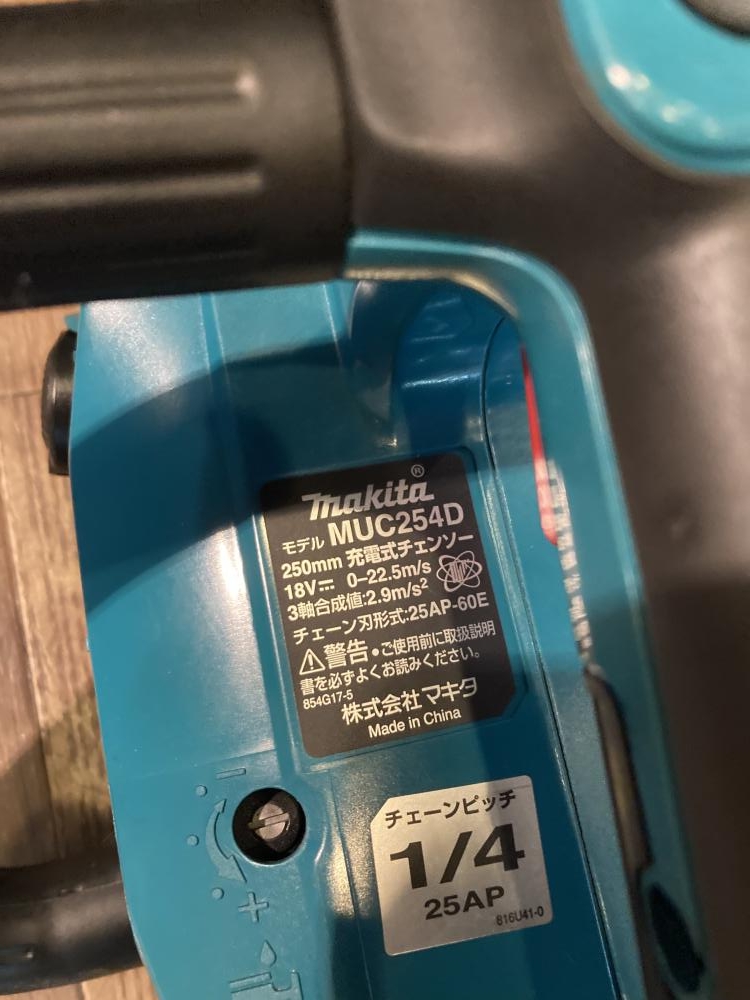 makita®
モデル MUC254D
250mm 充電式チェンソー
18V⎓ 0-22.5m/s
3軸合成値:2.9m/s²
チェーン刃形式:25AP-60E
⚠警告・ご使用前に取扱説明
書を必ずよくお読みください。
854G17-5
株式会社マキタ
Made in China
チェーンピッチ
1/4
25AP
816U41-0